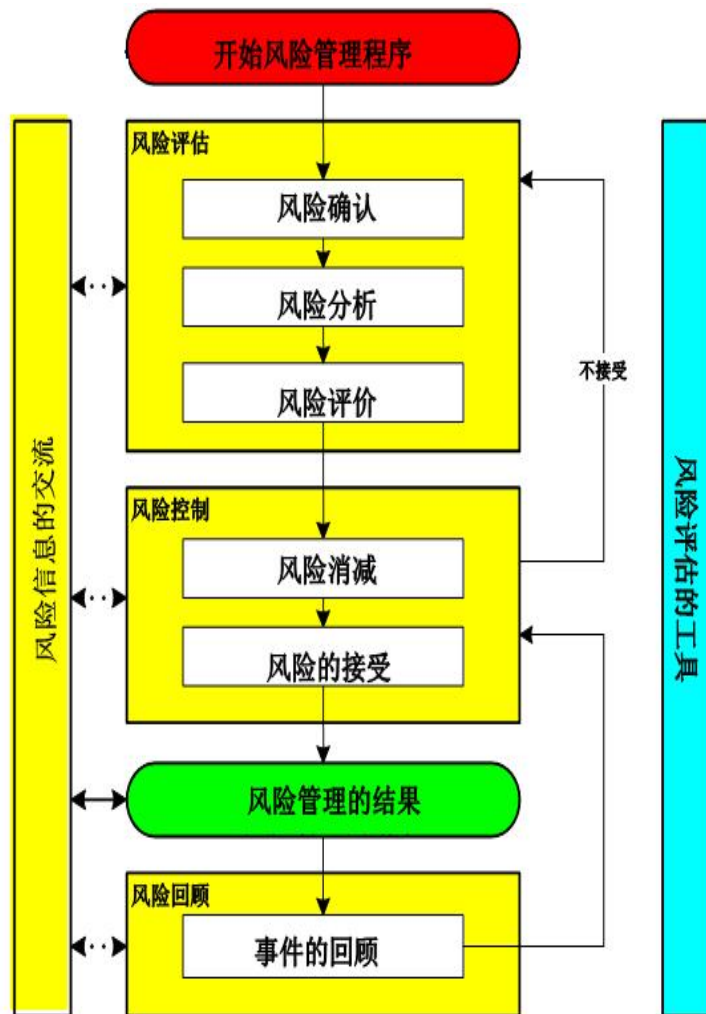 开始风险管理程序
风险评估
风险确认
风险分析
风险评价
不接受
风险控制
风险消减
风险的接受
风险管理的结果
风险回顾
事件的回顾
风险信息的交流
风险评估的工具